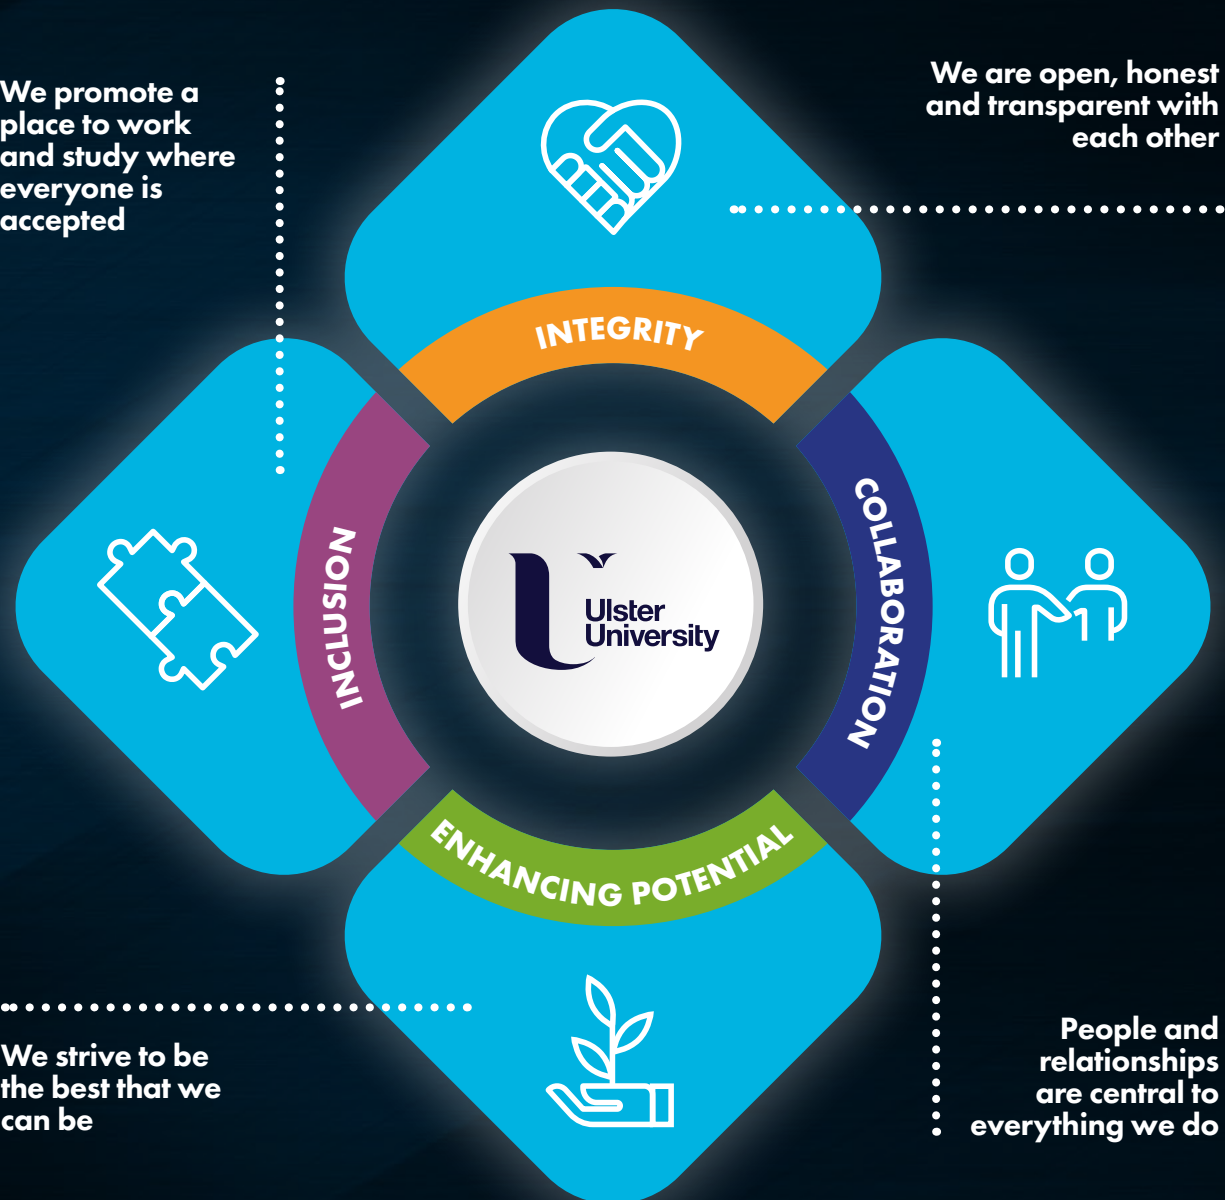 We promote a
place to work
and study where
everyone is
accepted
We are open, honest
and transparent with
each other
INTEGRITY
INCLUSION
Ulster
University
COLLABORATION
ENHANCING POTENTIAL
We strive to be
the best that we
can be
People and
relationships
are central to
everything we do